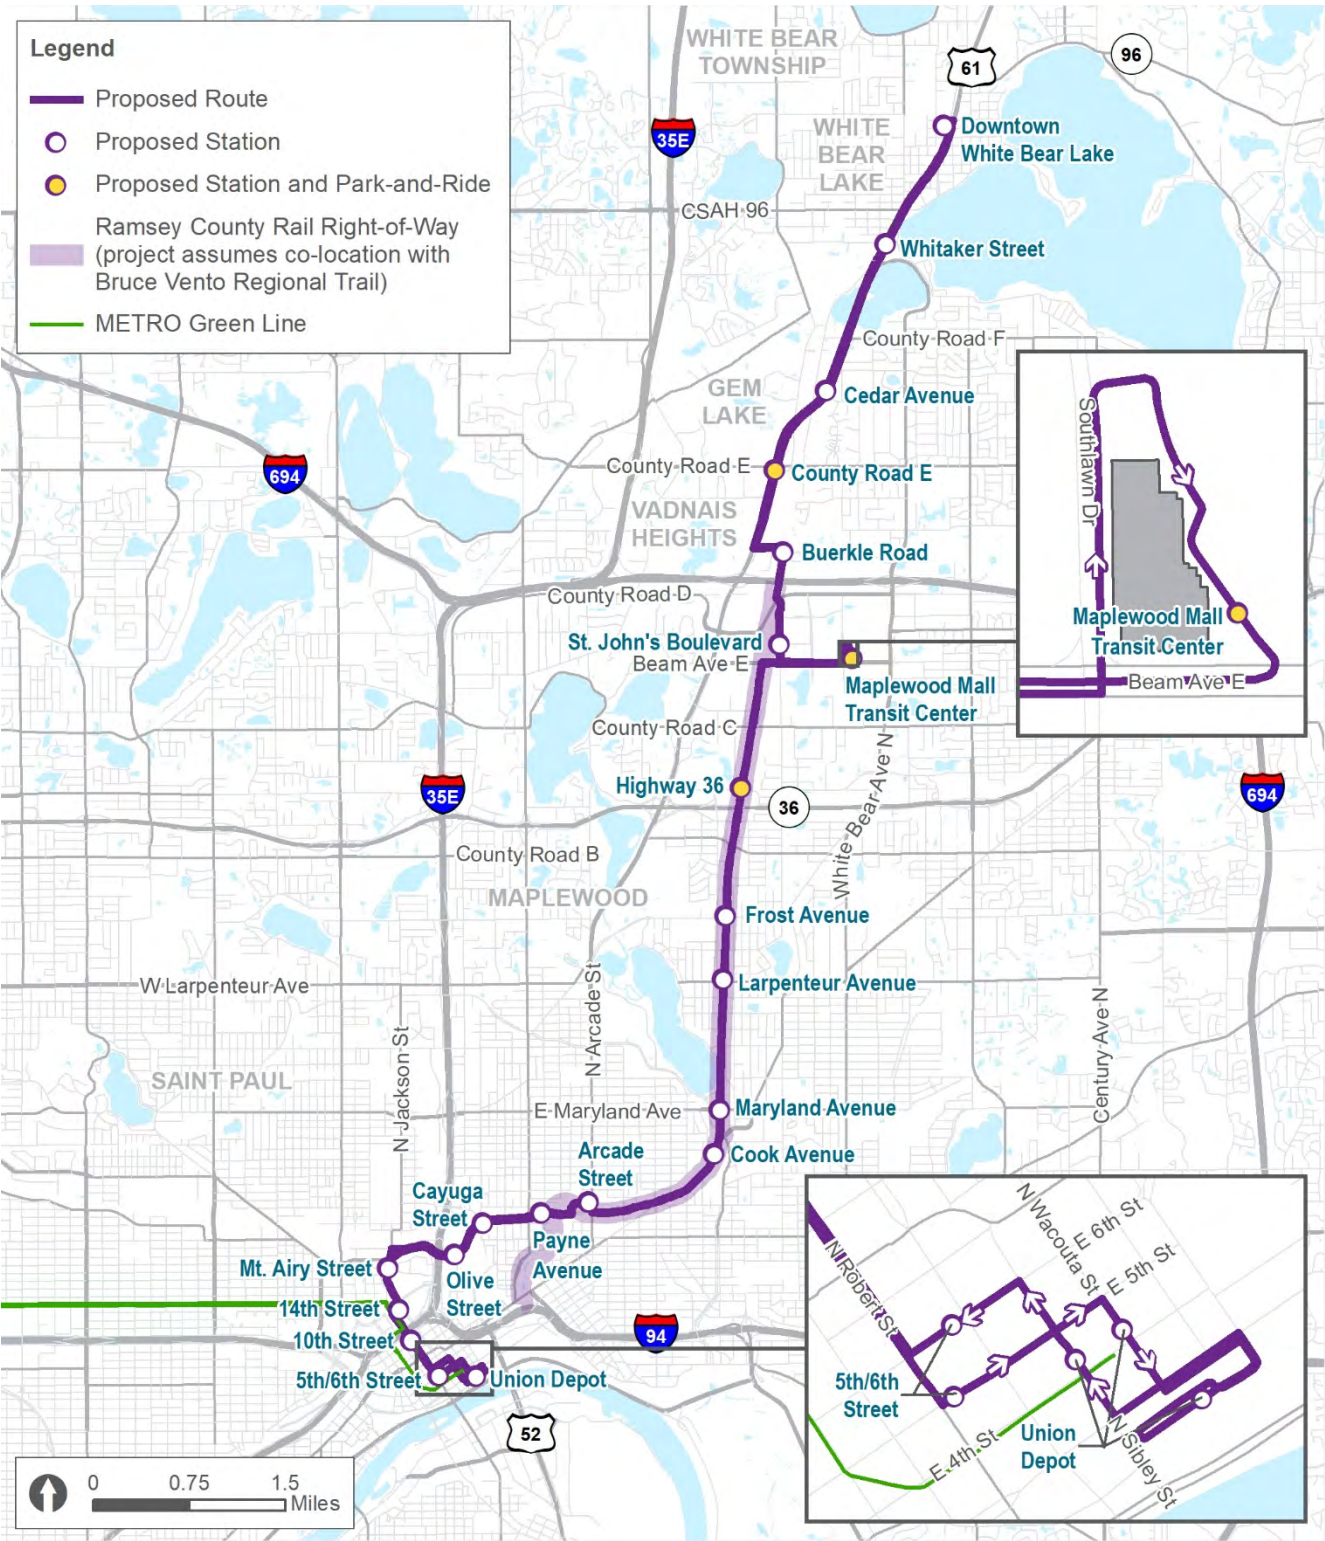 Legend
Proposed Route
Proposed Station
Proposed Station and Park-and-Ride
Ramsey County Rail Right-of-Way
(project assumes co-location with
Bruce Vento Regional Trail)
METRO Green Line
WHITE BEAR
TOWNSHIP
61
96
35E
WHITE
BEAR
LAKE
Downtown
White Bear Lake
CSAH 96
Whitaker Street
County Road F
GEM
LAKE
Cedar Avenue
694
County Road E
County Road E
VADNAIS
HEIGHTS
Buerkle Road
County Road D
St. John's Boulevard
Beam Ave E
Maplewood Mall
Transit Center
Southlawn Dr
Maplewood Mall
Transit Center
Beam Ave E
County Road C
Highway 36
35E
36
694
White Bear Ave N
County Road B
MAPLEWOOD
Frost Avenue
W Larpenteur Ave
Larpenteur Avenue
N Jackson St
N Arcade St
Century Ave N
SAINT PAUL
E Maryland Ave
Maryland Avenue
Arcade
Street
Cook Avenue
Cayuga
Street
Payne
Avenue
Mt. Airy Street
Olive
Street
14th Street
10th Street
94
5th/6th Street
Union Depot
52
N Robert St
N Wacouta St
E 6th St
E 5th St
5th/6th
Street
E 4th St
Union
Depot
N Sibley St
0 0.75 1.5
Miles